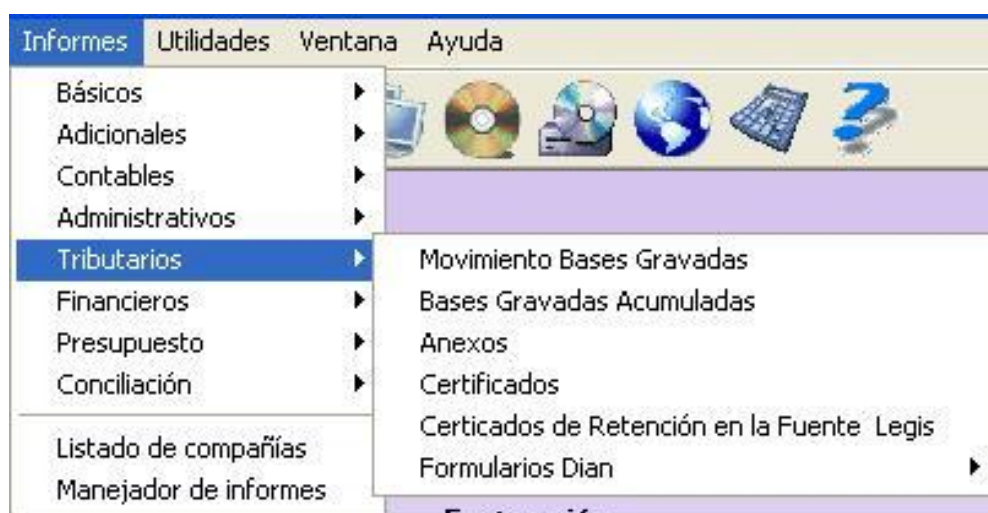 Informes Utilidades Ventana Ayuda
Básicos
Adicionales
Contables
Administrativos
Tributarios
Financieros
Presupuesto
Conciliación
Listado de compañías
Manejador de informes
Movimiento Bases Gravadas
Bases Gravadas Acumuladas
Anexos
Certificados
Certicados de Retención en la Fuente Legis
Formularios Dian